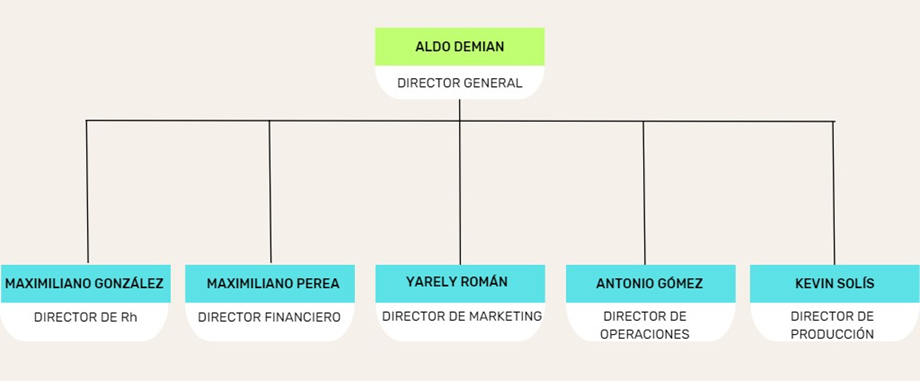 ALDO DEMIAN
DIRECTOR GENERAL
MAXIMILIANO GONZÁLEZ
DIRECTOR DE Rh
MAXIMILIANO PEREA
DIRECTOR FINANCIERO
YARELY ROMÁN
DIRECTOR DE MARKETING
ANTONIO GÓMEZ
DIRECTOR DE
OPERACIONES
KEVIN SOLÍS
DIRECTOR DE
PRODUCCIÓN